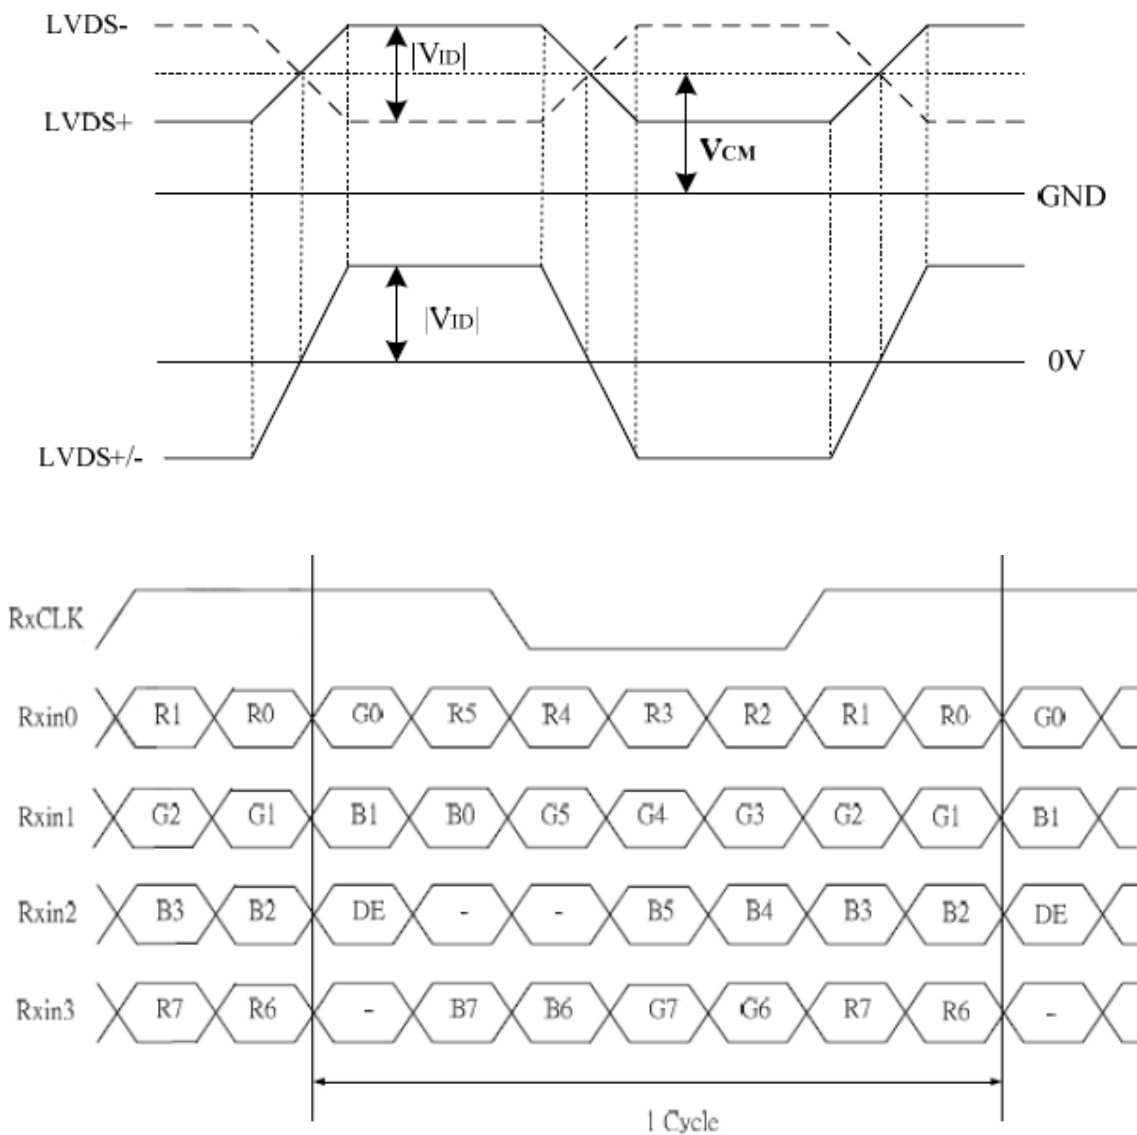 LVDS-
|VID|
LVDS+
VCM
GND
|VID|
0V
LVDS+/-
RxCLK
Rxin0 R1 R0 G0 R5 R4 R3 R2 R1 R0 G0
Rxin1 G2 G1 B1 B0 G5 G4 G3 G2 G1 B1
Rxin2 B3 B2 DE - - B5 B4 B3 B2 DE
Rxin3 R7 R6 - B7 B6 G7 G6 R7 R6 -
1 Cycle